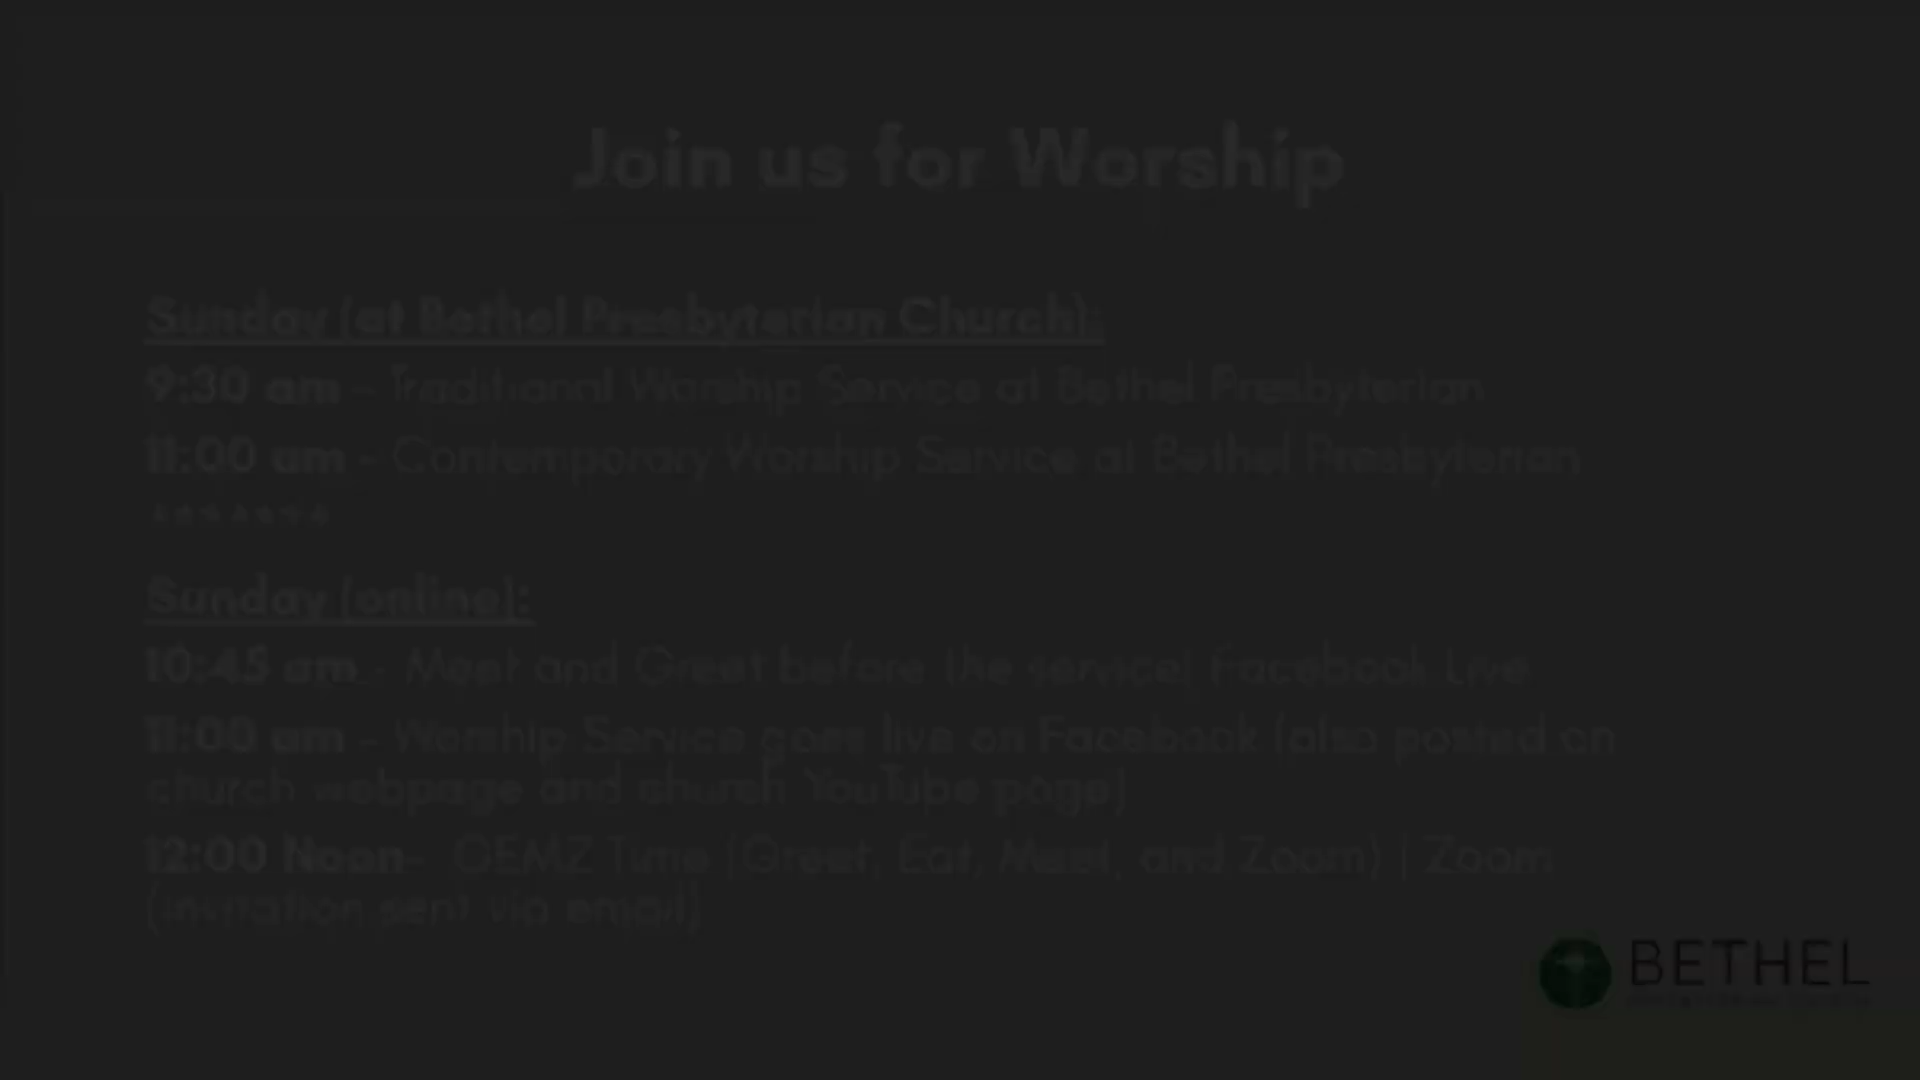 Join us for Worship
Sunday (at Bethel Presbyterian Church):
9:30 am - Traditional Worship Service at Bethel Presbyterian
11:00 am - Contemporary Worship Service at Bethel Presbyterian
*******
Sunday (online):
10:45 am - Meet and Greet before the service| Facebook Live
11:00 am - Worship Service goes live on Facebook (also posted on
church webpage and church YouTube page)
12:00 Noon- GEMZ Time (Greet, Eat, Meet, and Zoom) | Zoom
(invitation sent via email)
BETHEL